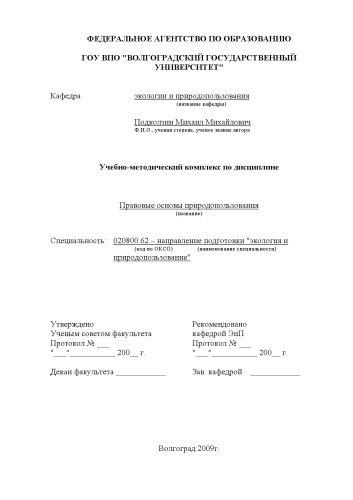 ФЕДЕРАЛЬНОЕ АГЕНТСТВО ПО ОБРАЗОВАНИЮ
ГОУ ВПО "ВОЛГОГРАДСКИЙ ГОСУДАРСТВЕННЫЙ
УНИВЕРСИТЕТ"
Кафедра экологии и природопользования
(название кафедры)
Подколзин Михаил Михайлович
Ф.И.О., ученая степень, ученое звание автора
Учебно-методический комплекс по дисциплине
Правовые основы природопользования
(название)
Специальность: 020800.62 – направление подготовки "экология и
(код по ОКСО) (наименование специальности)
природопользование"
Утверждено Рекомендовано
Ученым советом факультета кафедрой ЭиП
Протокол № ___ Протокол № ___
"___"___________ 200__ г. "___"___________ 200__ г.
Декан факультета ____________ Зав. кафедрой ____________
Волгоград 2009г.